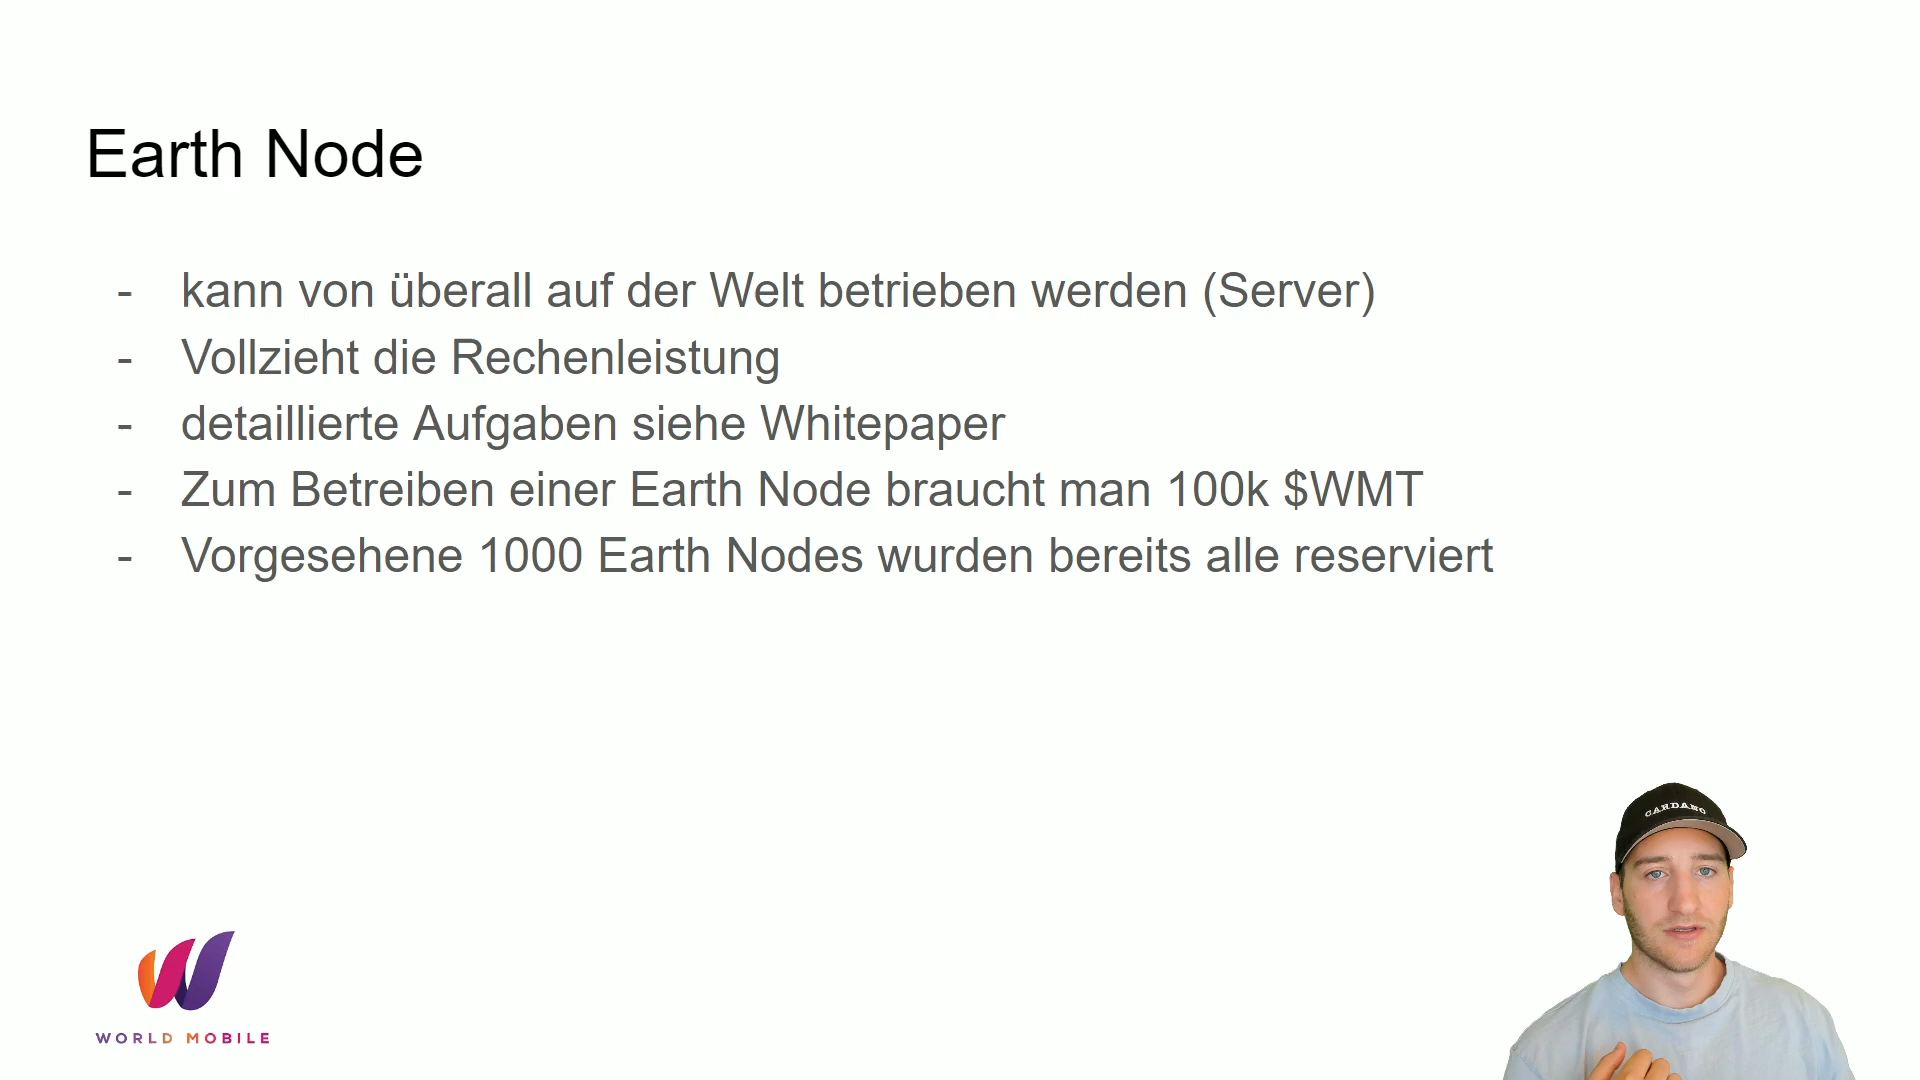 Earth Node
- kann von überall auf der Welt betrieben werden (Server)
- Vollzieht die Rechenleistung
- detaillierte Aufgaben siehe Whitepaper
- Zum Betreiben einer Earth Node braucht man 100k $WMT
- Vorgesehene 1000 Earth Nodes wurden bereits alle reserviert
CARDANO
WORLD MOBILE